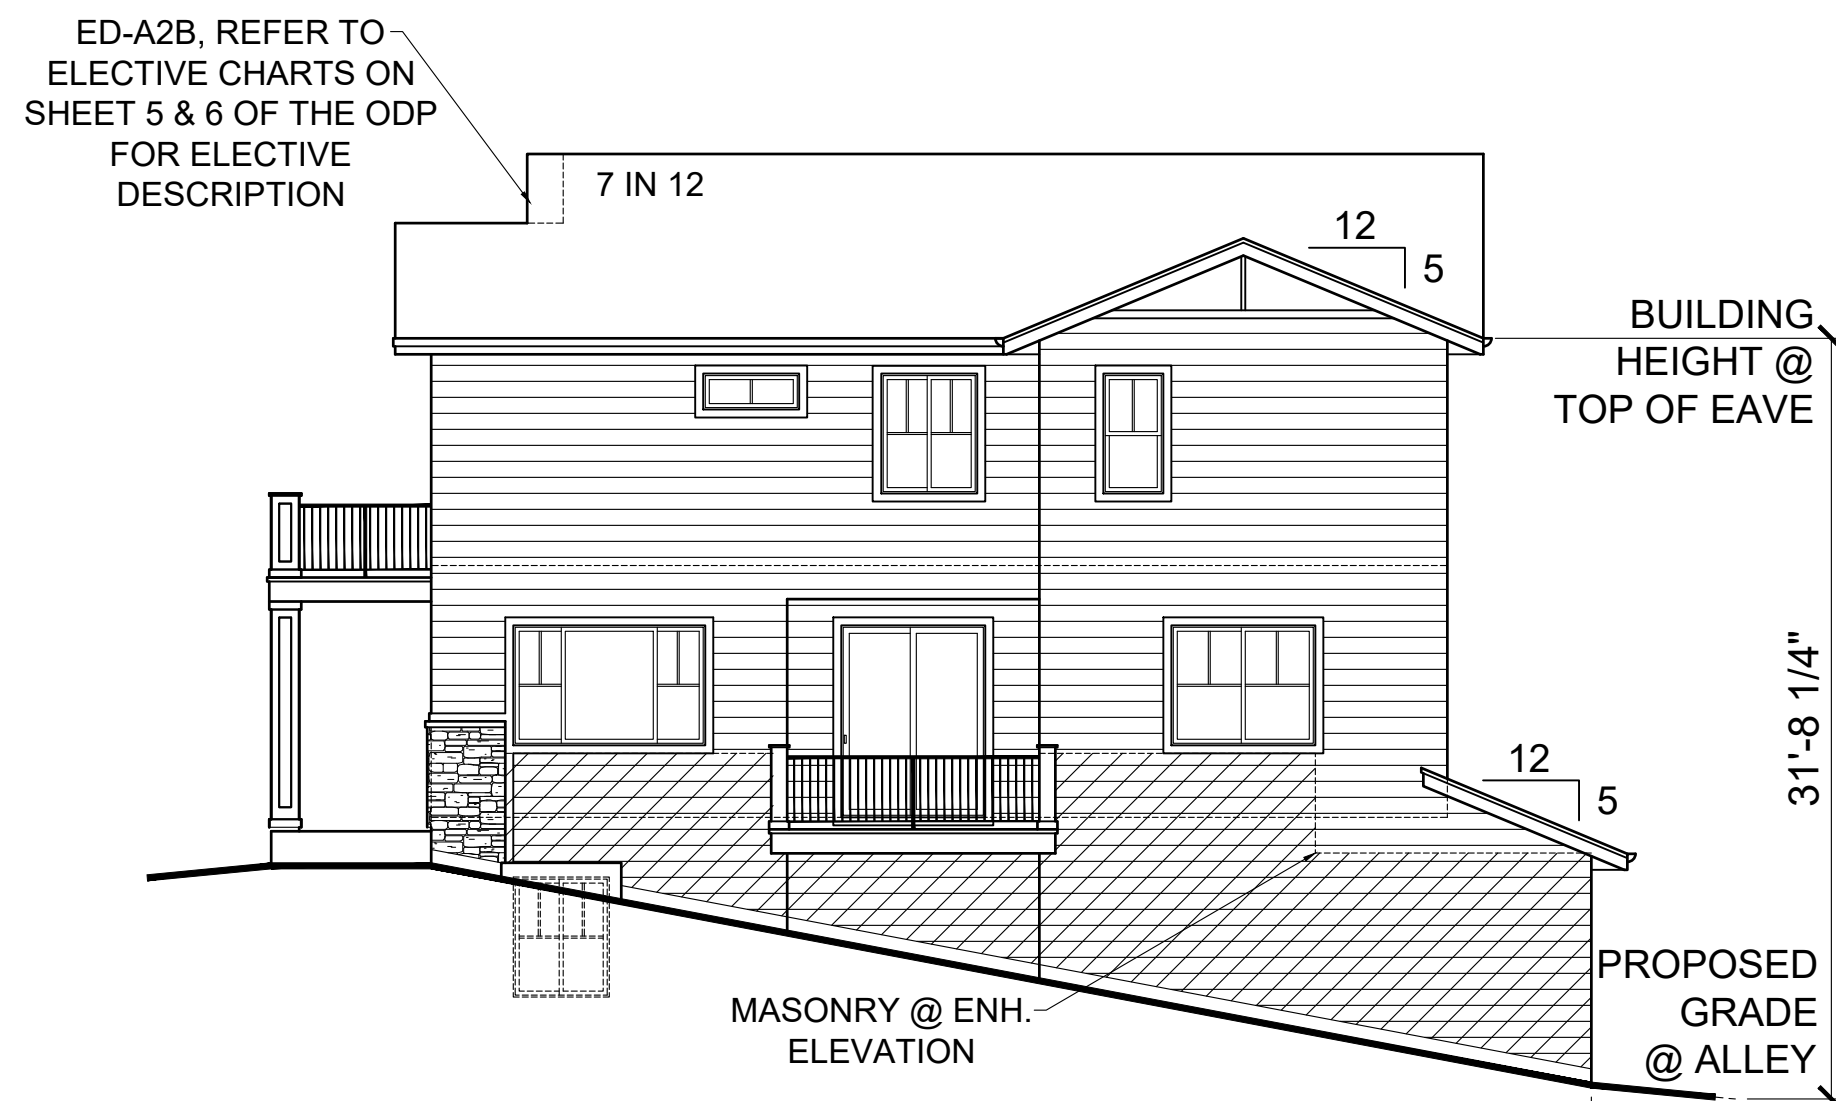 ED-A2B, REFER TO
ELECTIVE CHARTS ON
SHEET 5 & 6 OF THE ODP
FOR ELECTIVE
DESCRIPTION
7 IN 12
12
5
BUILDING
HEIGHT @
TOP OF EAVE
31'-8 1/4"
12
5
MASONRY @ ENH.
ELEVATION
PROPOSED
GRADE
@ ALLEY